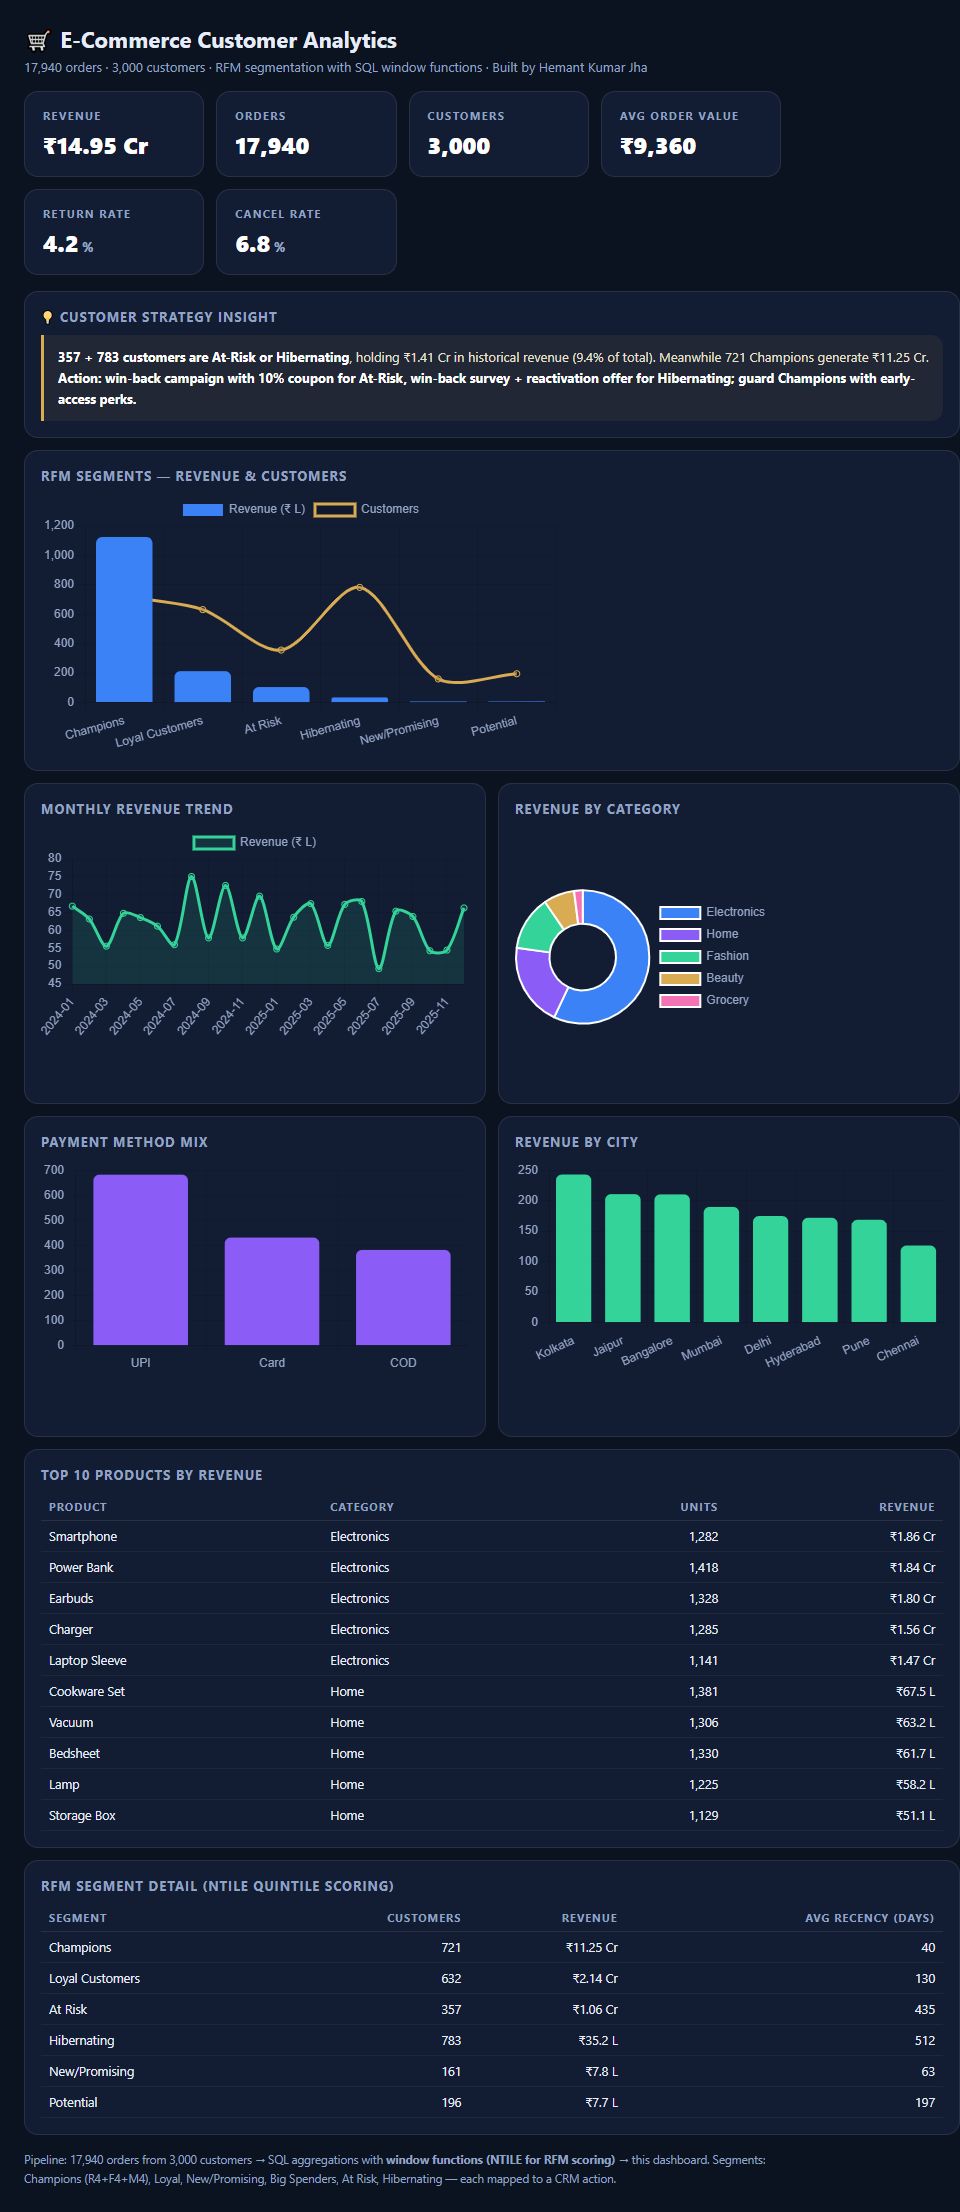 🛒 E-Commerce Customer Analytics
17,940 orders · 3,000 customers · RFM segmentation with SQL window functions · Built by Hemant Kumar Jha
REVENUE
₹14.95 Cr
ORDERS
17,940
CUSTOMERS
3,000
AVG ORDER VALUE
₹9,360
RETURN RATE
4.2 %
CANCEL RATE
6.8 %
💡 CUSTOMER STRATEGY INSIGHT
357 + 783 customers are At-Risk or Hibernating, holding ₹1.41 Cr in historical revenue (9.4% of total). Meanwhile 721 Champions generate ₹11.25 Cr.
Action: win-back campaign with 10% coupon for At-Risk, win-back survey + reactivation offer for Hibernating; guard Champions with early-
access perks.
RFM SEGMENTS — REVENUE & CUSTOMERS
Revenue (₹ L) Customers
1,200
1,000
800
600
400
200
0
Champions Loyal Customers At Risk Hibernating New/Promising Potential
MONTHLY REVENUE TREND
Revenue (₹ L)
80
75
70
65
60
55
50
45
2024-01 2024-03 2024-05 2024-07 2024-09 2024-11 2025-01 2025-03 2025-05 2025-07 2025-09 2025-11
REVENUE BY CATEGORY
Electronics
Home
Fashion
Beauty
Grocery
PAYMENT METHOD MIX
700
600
500
400
300
200
100
0
UPI Card COD
REVENUE BY CITY
250
200
150
100
50
0
Kolkata Jaipur Bangalore Mumbai Delhi Hyderabad Pune Chennai
TOP 10 PRODUCTS BY REVENUE
PRODUCT CATEGORY UNITS REVENUE
Smartphone Electronics 1,282 ₹1.86 Cr
Power Bank Electronics 1,418 ₹1.84 Cr
Earbuds Electronics 1,328 ₹1.80 Cr
Charger Electronics 1,285 ₹1.56 Cr
Laptop Sleeve Electronics 1,141 ₹1.47 Cr
Cookware Set Home 1,381 ₹67.5 L
Vacuum Home 1,306 ₹63.2 L
Bedsheet Home 1,330 ₹61.7 L
Lamp Home 1,225 ₹58.2 L
Storage Box Home 1,129 ₹51.1 L
RFM SEGMENT DETAIL (NTILE QUINTILE SCORING)
SEGMENT CUSTOMERS REVENUE AVG RECENCY (DAYS)
Champions 721 ₹11.25 Cr 40
Loyal Customers 632 ₹2.14 Cr 130
At Risk 357 ₹1.06 Cr 435
Hibernating 783 ₹35.2 L 512
New/Promising 161 ₹7.8 L 63
Potential 196 ₹7.7 L 197
Pipeline: 17,940 orders from 3,000 customers → SQL aggregations with window functions (NTILE for RFM scoring) → this dashboard. Segments:
Champions (R4+F4+M4), Loyal, New/Promising, Big Spenders, At Risk, Hibernating — each mapped to a CRM action.